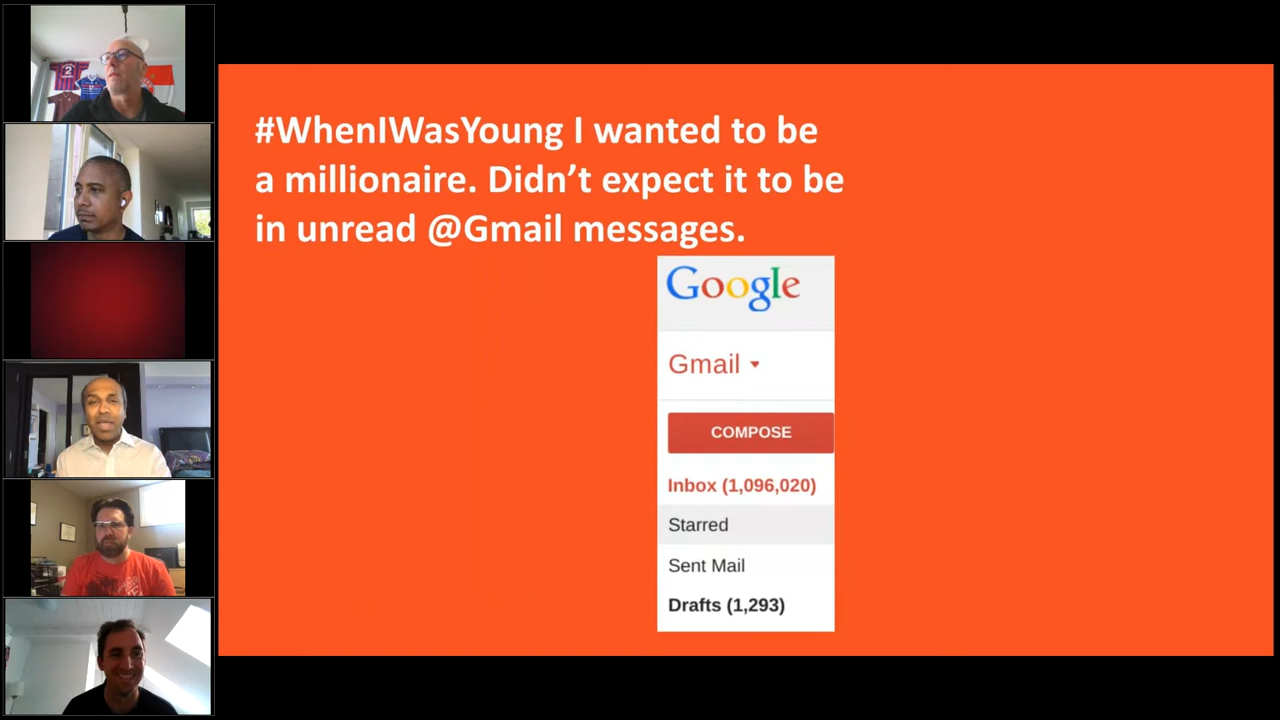 #WhenIWasYoung I wanted to be
a millionaire. Didn’t expect it to be
in unread @Gmail messages.
Google
Gmail
COMPOSE
Inbox (1,096,020)
Starred
Sent Mail
Drafts (1,293)
2